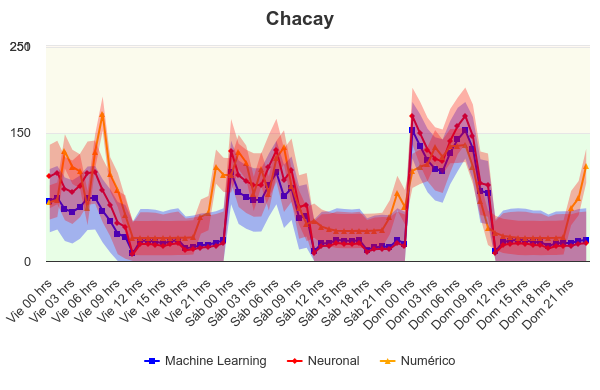 Chacay
250
150
0
Vie 00 hrs
Vie 03 hrs
Vie 06 hrs
Vie 09 hrs
Vie 12 hrs
Vie 15 hrs
Vie 18 hrs
Vie 21 hrs
Sáb 00 hrs
Sáb 03 hrs
Sáb 06 hrs
Sáb 09 hrs
Sáb 12 hrs
Sáb 15 hrs
Sáb 18 hrs
Sáb 21 hrs
Dom 00 hrs
Dom 03 hrs
Dom 06 hrs
Dom 09 hrs
Dom 12 hrs
Dom 15 hrs
Dom 18 hrs
Dom 21 hrs
Machine Learning Neuronal Numérico